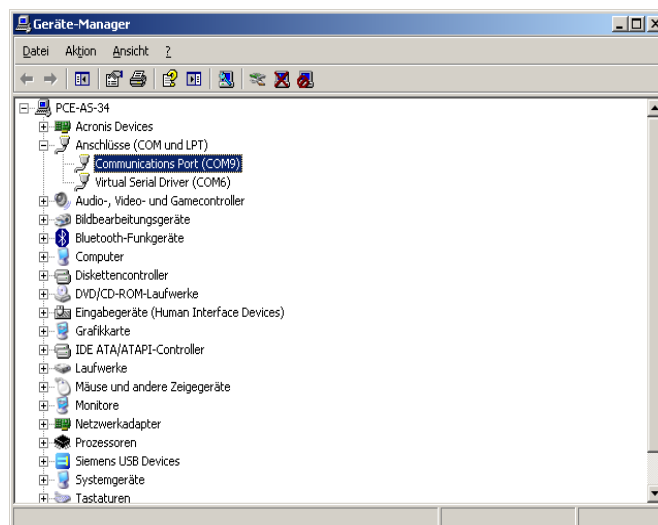 Geräte-Manager
Datei Aktion Ansicht ?
PCE-AS-34
Acronis Devices
Anschlüsse (COM und LPT)
Communications Port (COM9)
Virtual Serial Driver (COM6)
Audio-, Video- und Gamecontroller
Bildbearbeitungsgeräte
Bluetooth-Funkgeräte
Computer
Diskettencontroller
DVD/CD-ROM-Laufwerke
Eingabegeräte (Human Interface Devices)
Grafikkarte
IDE ATA/ATAPI-Controller
Laufwerke
Mäuse und andere Zeigegeräte
Monitore
Netzwerkadapter
Prozessoren
Siemens USB Devices
Systemgeräte
Tastaturen